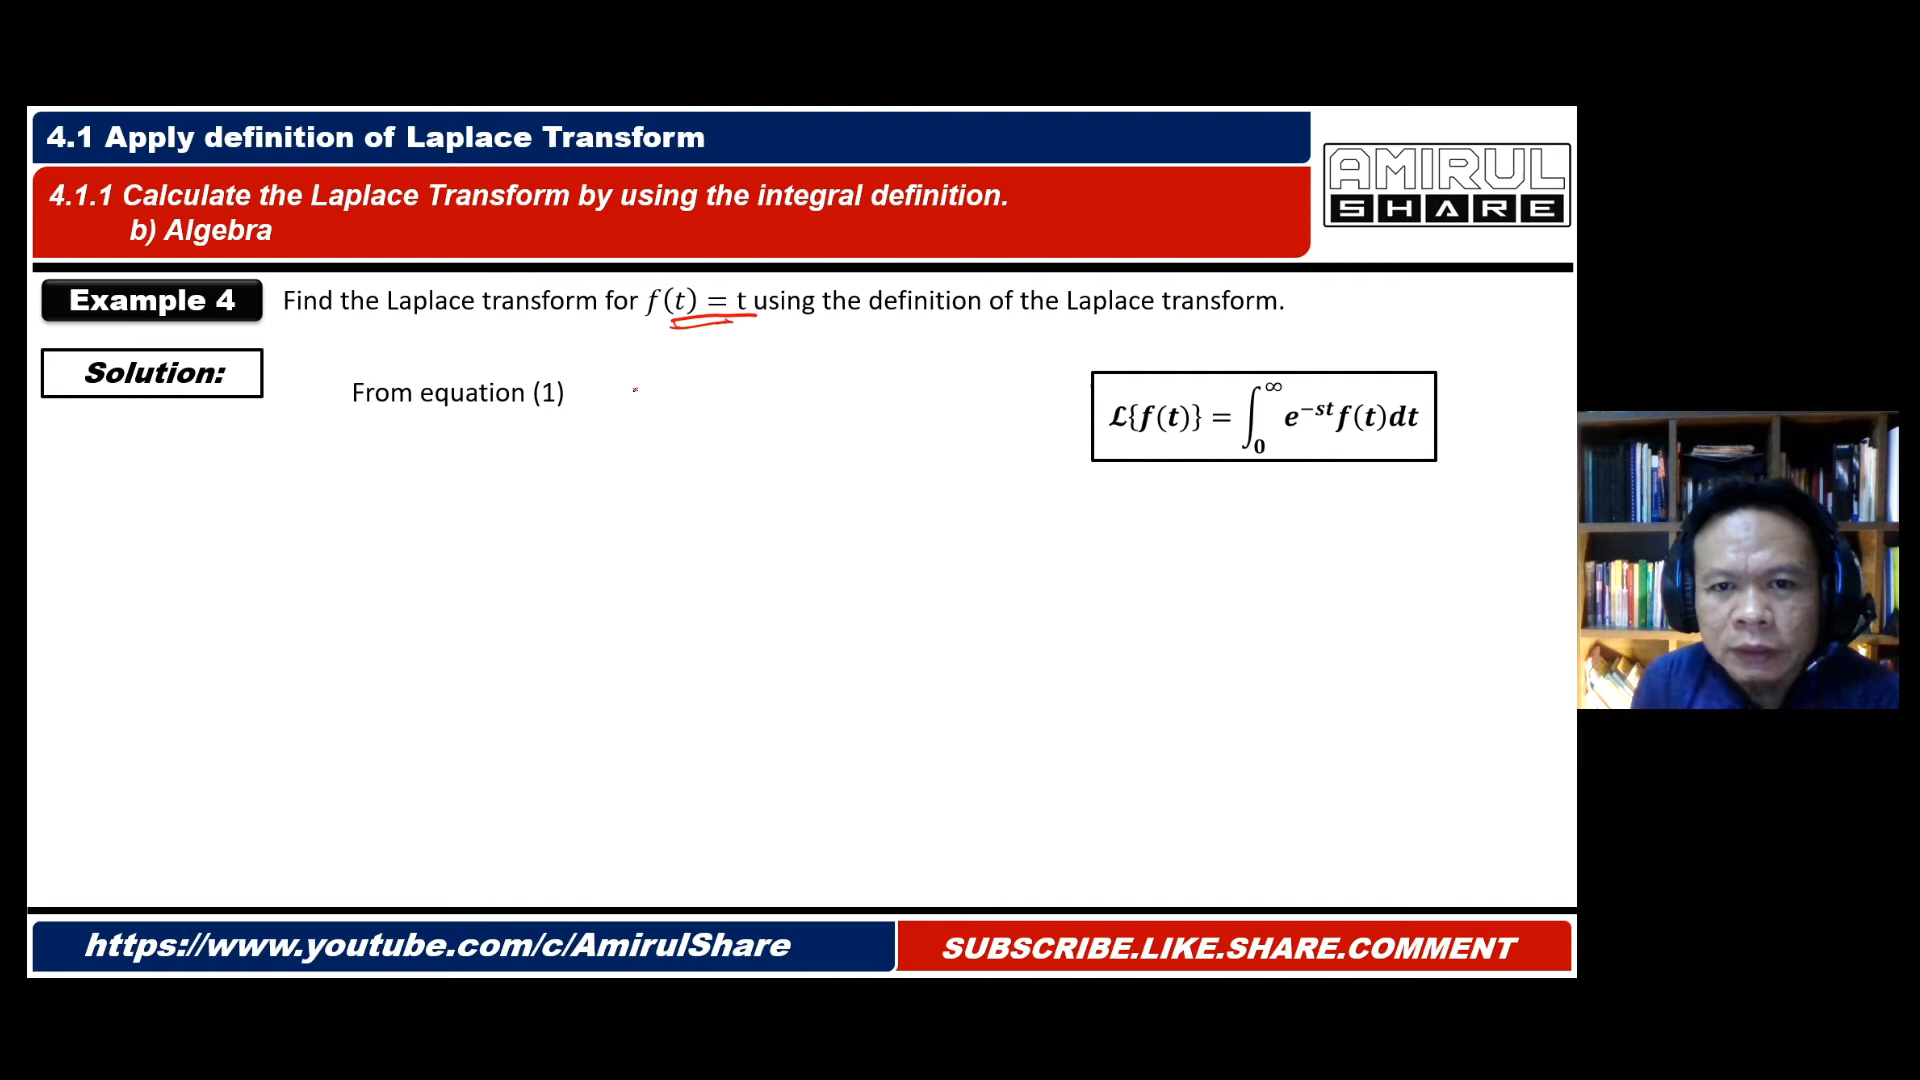 4.1 Apply definition of Laplace Transform
4.1.1 Calculate the Laplace Transform by using the integral definition.
b) Algebra
AMIRUL
SHARE
Example 4
Find the Laplace transform for f(t) = t using the definition of the Laplace transform.
Solution:
From equation (1)
ℒ{f(t)} = ∫₀^∞ e^{−st} f(t)dt
https://www.youtube.com/c/AmirulShare
SUBSCRIBE.LIKE.SHARE.COMMENT